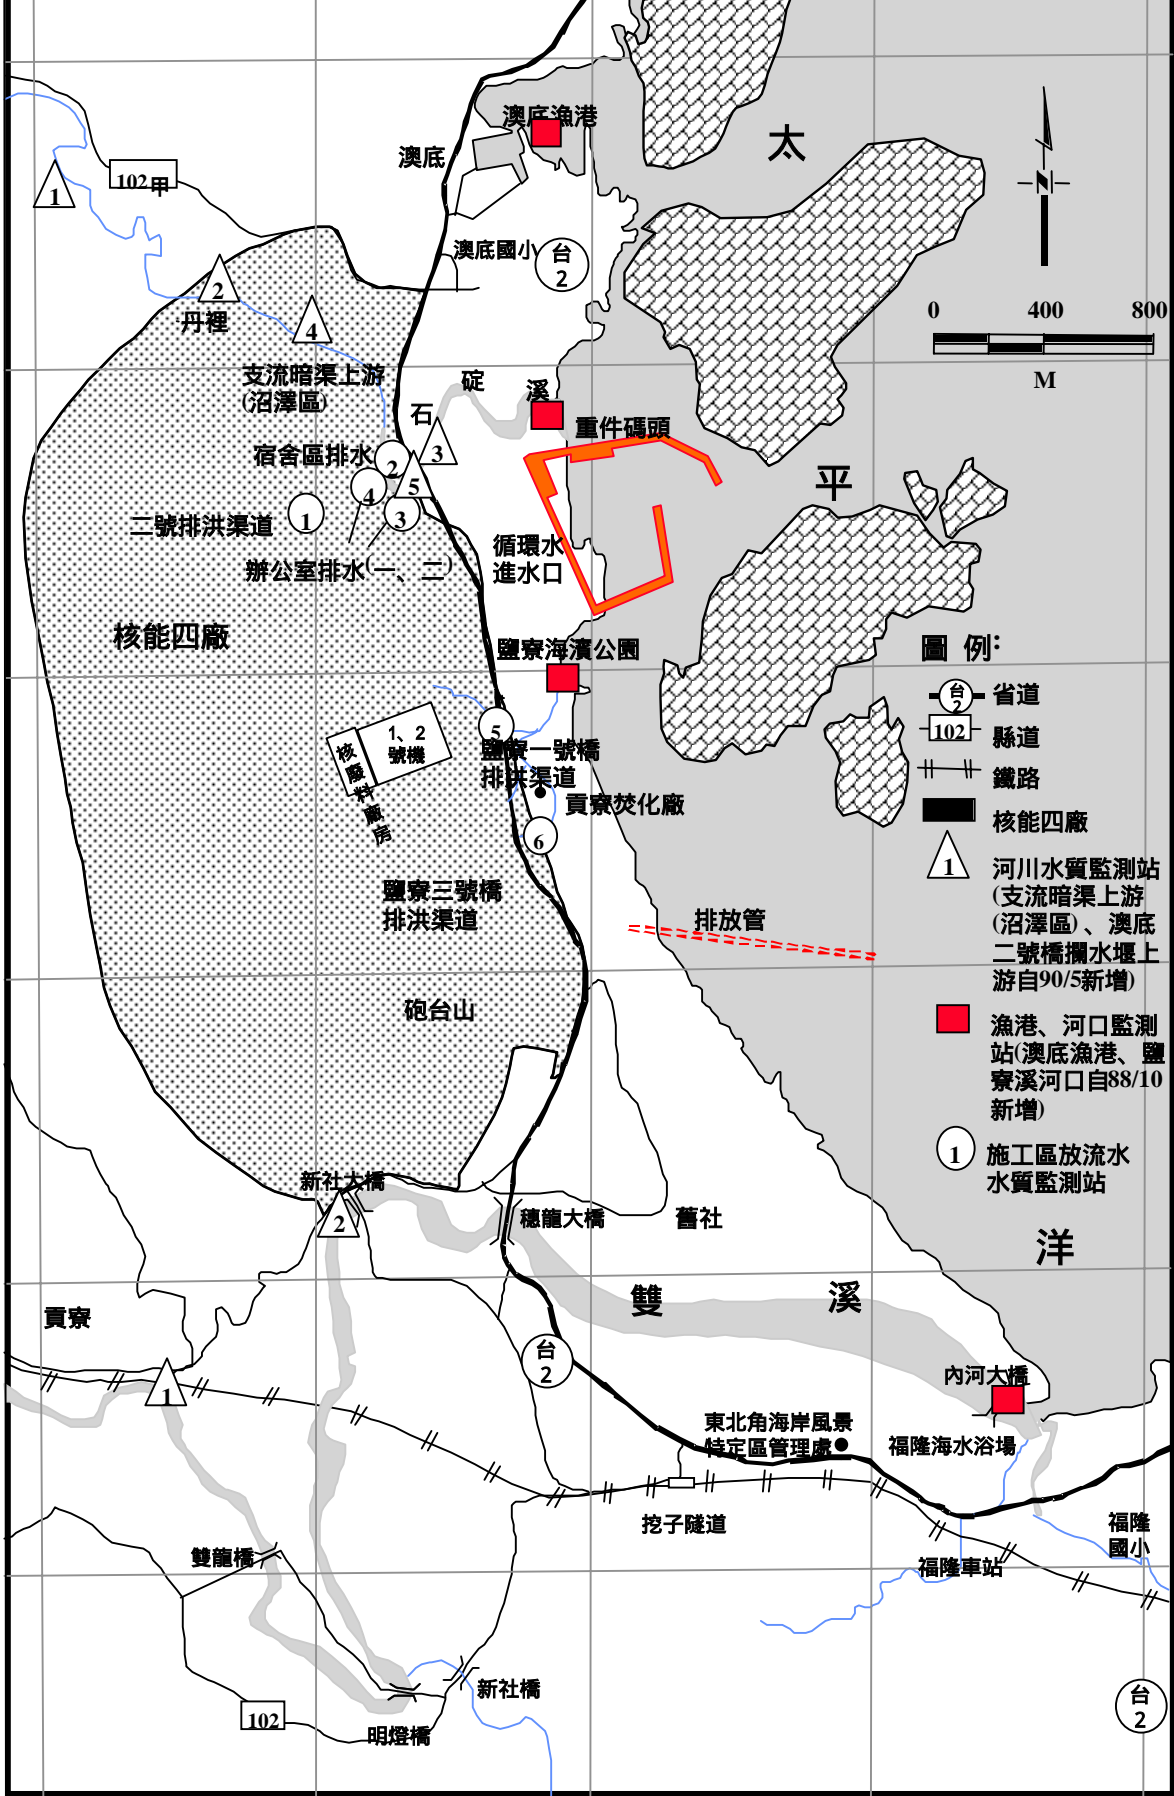 澳底漁港
太
澳底
1
102甲
澳底國小
台
2
2
丹裡
4
0 400 800
M
支流暗渠上游
(沼澤區)
碇
溪
石
重件碼頭
3
宿舍區排水
2
平
5
4
二號排洪渠道
1
3
循環水
進水口
辦公室排水(一、二)
核能四廠
鹽寮海濱公園
圖 例:
台
2
省道
102
縣道
鐵路
核能四廠
1
河川水質監測站
(支流暗渠上游
(沼澤區)、澳底
二號橋攔水堰上
游自90/5新增)
漁港、河口監測
站(澳底漁港、鹽
寮溪河口自88/10
新增)
1
施工區放流水
水質監測站
1、2
號機
核廢料廠房
5
鹽寮一號橋
排洪渠道
貢寮焚化廠
6
鹽寮三號橋
排洪渠道
排放管
砲台山
新社大橋
2
穗龍大橋
舊社
洋
雙
溪
貢寮
台
2
1
內河大橋
東北角海岸風景
特定區管理處
福隆海水浴場
挖子隧道
福隆
國小
雙龍橋
福隆車站
新社橋
台
2
102
明燈橋